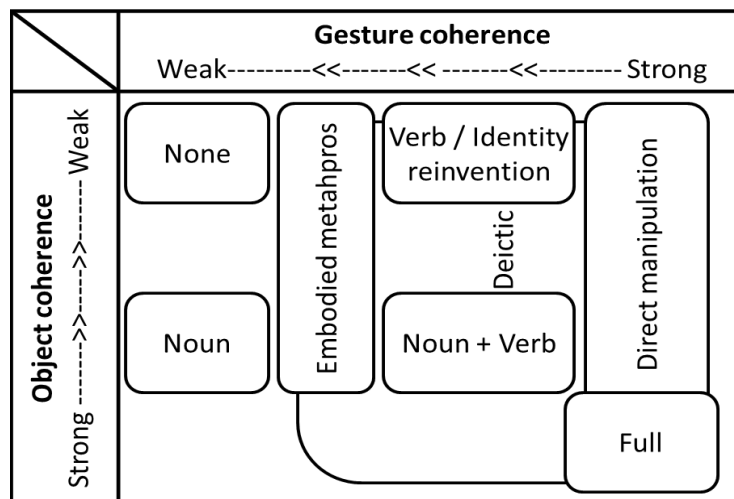 Gesture coherence
Weak---------<<-------<< -------<<-------- Strong
Object coherence
Strong ------>>------>>------ Weak
None
Embodied metahpros
Verb / Identity
reinvention
Deictic
Direct manipulation
Noun
Noun + Verb
Full